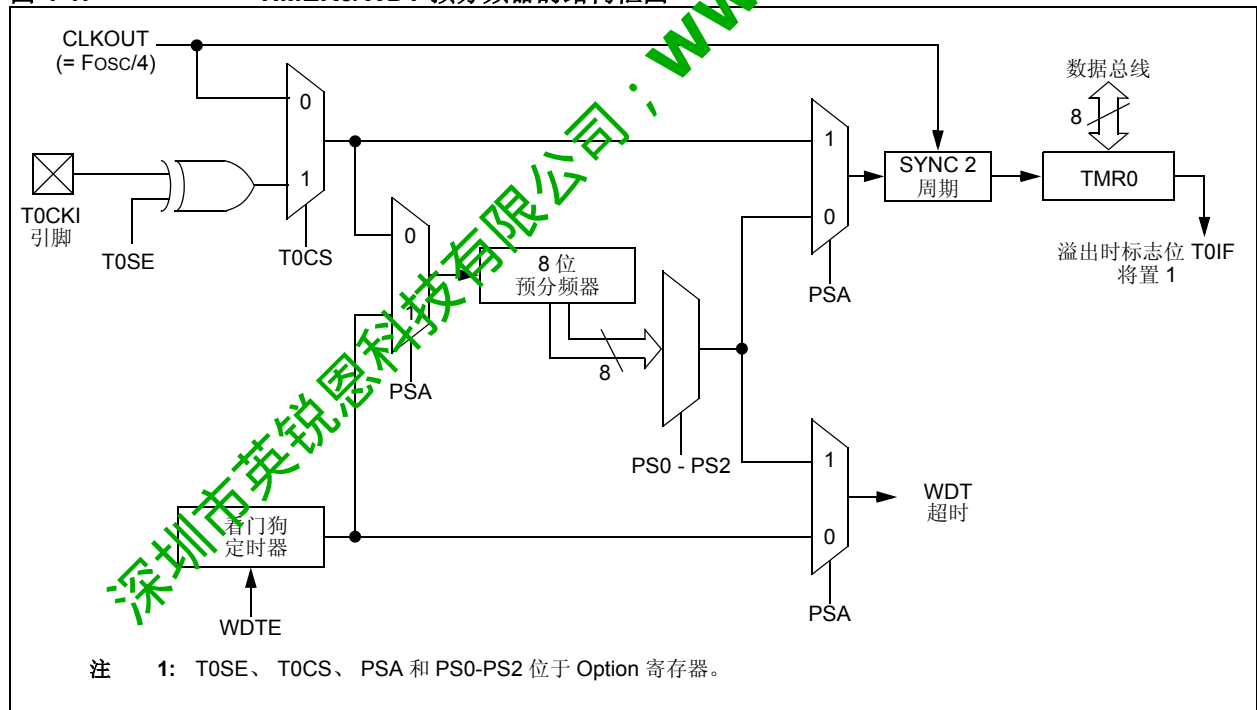 CLKOUT
(= FOSC/4)
0
1
T0CKI
引脚
T0SE
T0CS
0
1
PSA
8 位
预分频器
8
PS0 - PS2
1
0
PSA
SYNC 2
周期
数据总线
8
TMR0
溢出时标志位 T0IF
将置 1
看门狗
定时器
WDTE
1
0
PSA
WDT
超时
注 1: T0SE、 T0CS、 PSA 和 PS0-PS2 位于 Option 寄存器。
深圳市英锐恩科技有限公司；WW